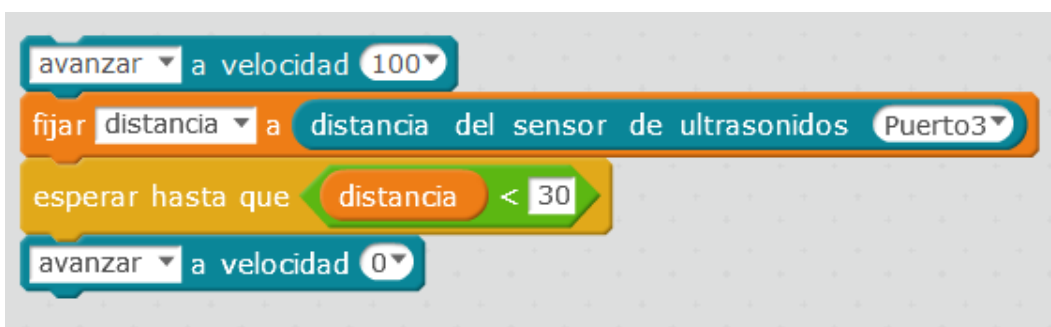 avanzar a velocidad 100
fijar distancia a distancia del sensor de ultrasonidos Puerto3
esperar hasta que distancia < 30
avanzar a velocidad 0